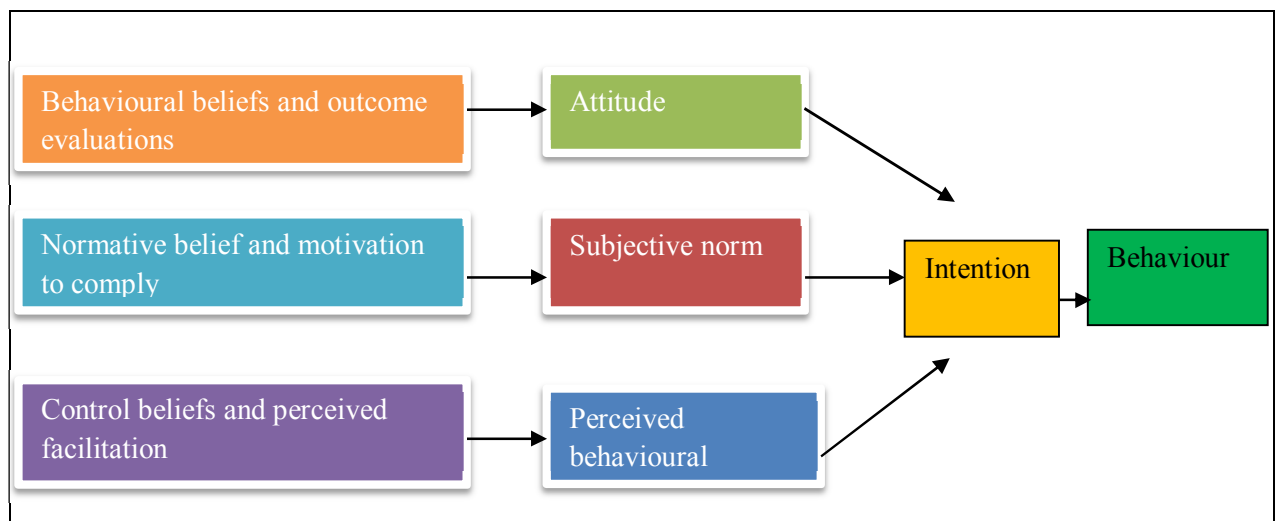 Behavioural beliefs and outcome
evaluations
Attitude
Normative belief and motivation
to comply
Subjective norm
Intention
Behaviour
Control beliefs and perceived
facilitation
Perceived
behavioural